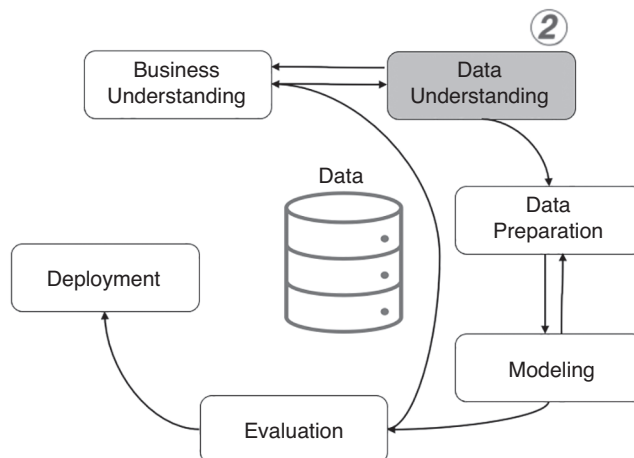 2
Business
Understanding
Data
Understanding
Data
Data
Preparation
Deployment
Modeling
Evaluation